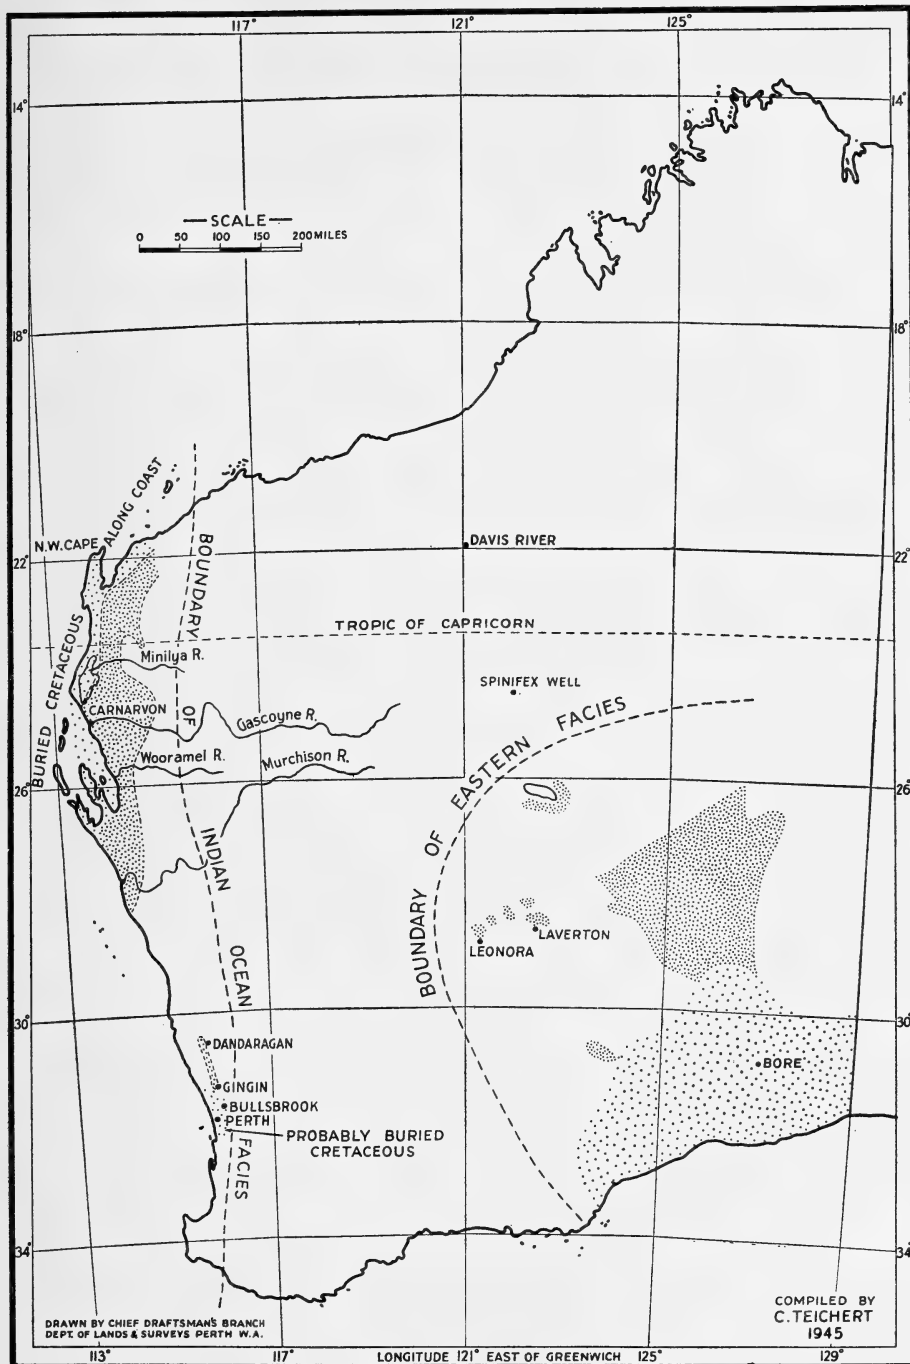 117° 121° 125°
14° 14°
SCALE
0 50 100 150 200 MILES
18° 18°
ALONG COAST
N.W. CAPE
22° 22°
BOUNDARY
DAVIS RIVER
BURIED CRETACEOUS
TROPIC OF CAPRICORN
Minilya R.
SPINIFEX WELL
CARNARVON
OF
Gascoyne R.
Wooramel R.
Murchison R.
BOUNDARY OF EASTERN FACIES
26° 26°
INDIAN
LAVERTON
LEONORA
OCEAN
30° 30°
DANDARAGAN
BORE
GINGIN
BULLSBROOK
PERTH
PROBABLY BURIED
CRETACEOUS
FACIES
34° 34°
COMPILED BY
C. TEICHERT
1945
DRAWN BY CHIEF DRAFTSMAN'S BRANCH
DEPT. OF LANDS & SURVEYS PERTH W.A.
113° 117° LONGITUDE 121° EAST OF GREENWICH 125° 129°